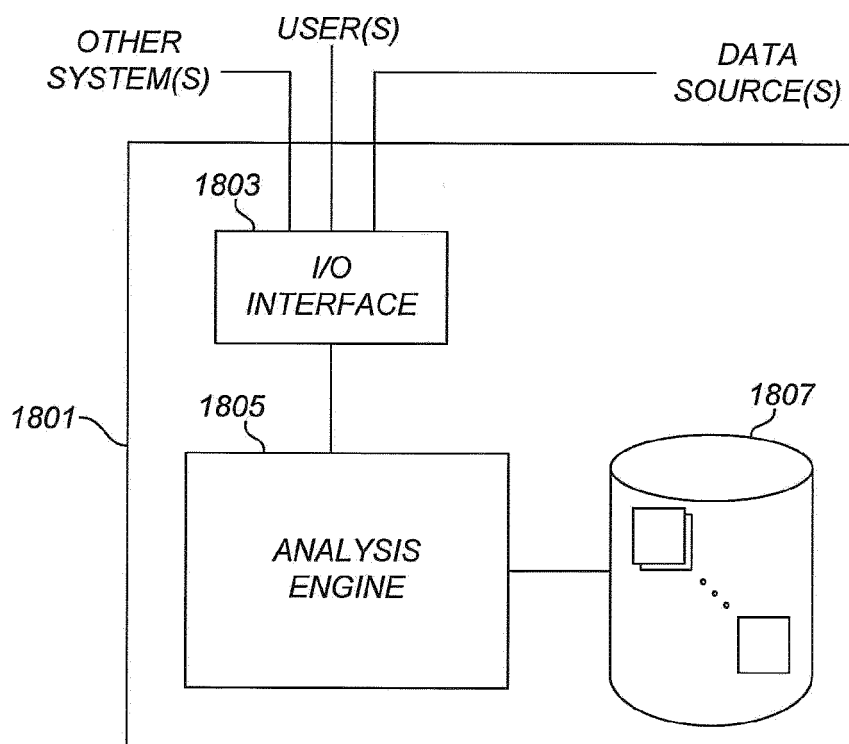 OTHER
SYSTEM(S)
USER(S)
DATA
SOURCE(S)
1803
I/O
INTERFACE
1801
1805
ANALYSIS
ENGINE
1807